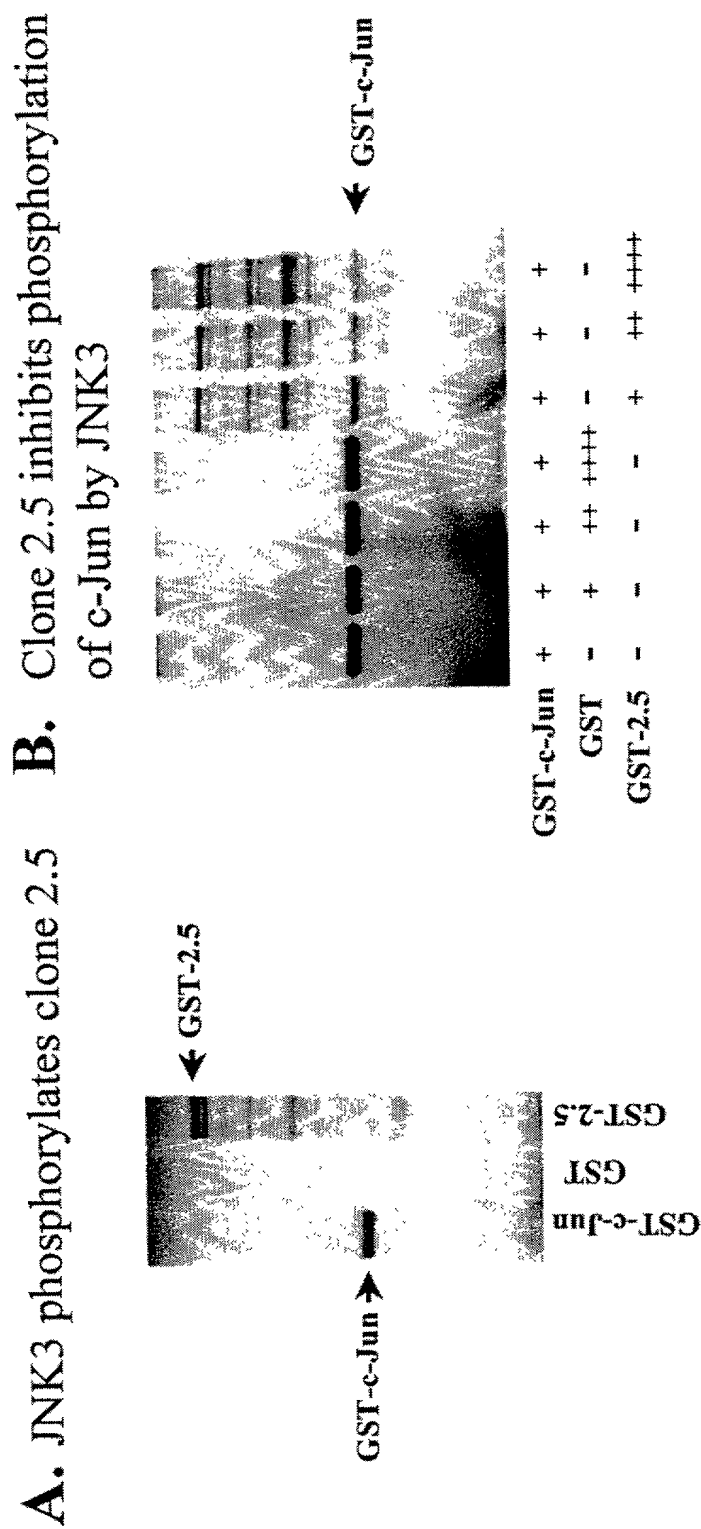 A. JNK3 phosphorylates clone 2.5
GST-c-Jun
GST-2.5
GST-c-Jun
GST
GST-2.5
B. Clone 2.5 inhibits phosphorylation
of c-Jun by JNK3
GST-c-Jun
GST-c-Jun + + + + + + +
GST - + ++ ++++ - - -
GST-2.5 - - - - + ++ ++++